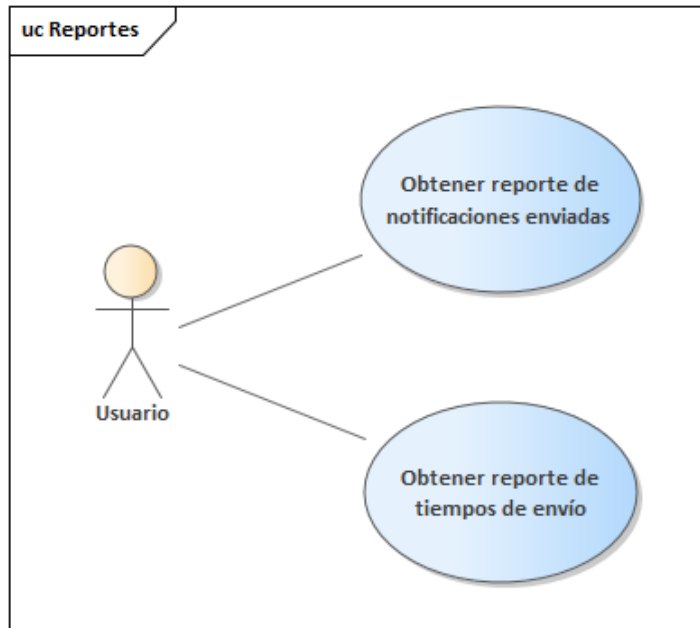 uc Reportes
Obtener reporte de
notificaciones enviadas
Usuario
Obtener reporte de
tiempos de envío